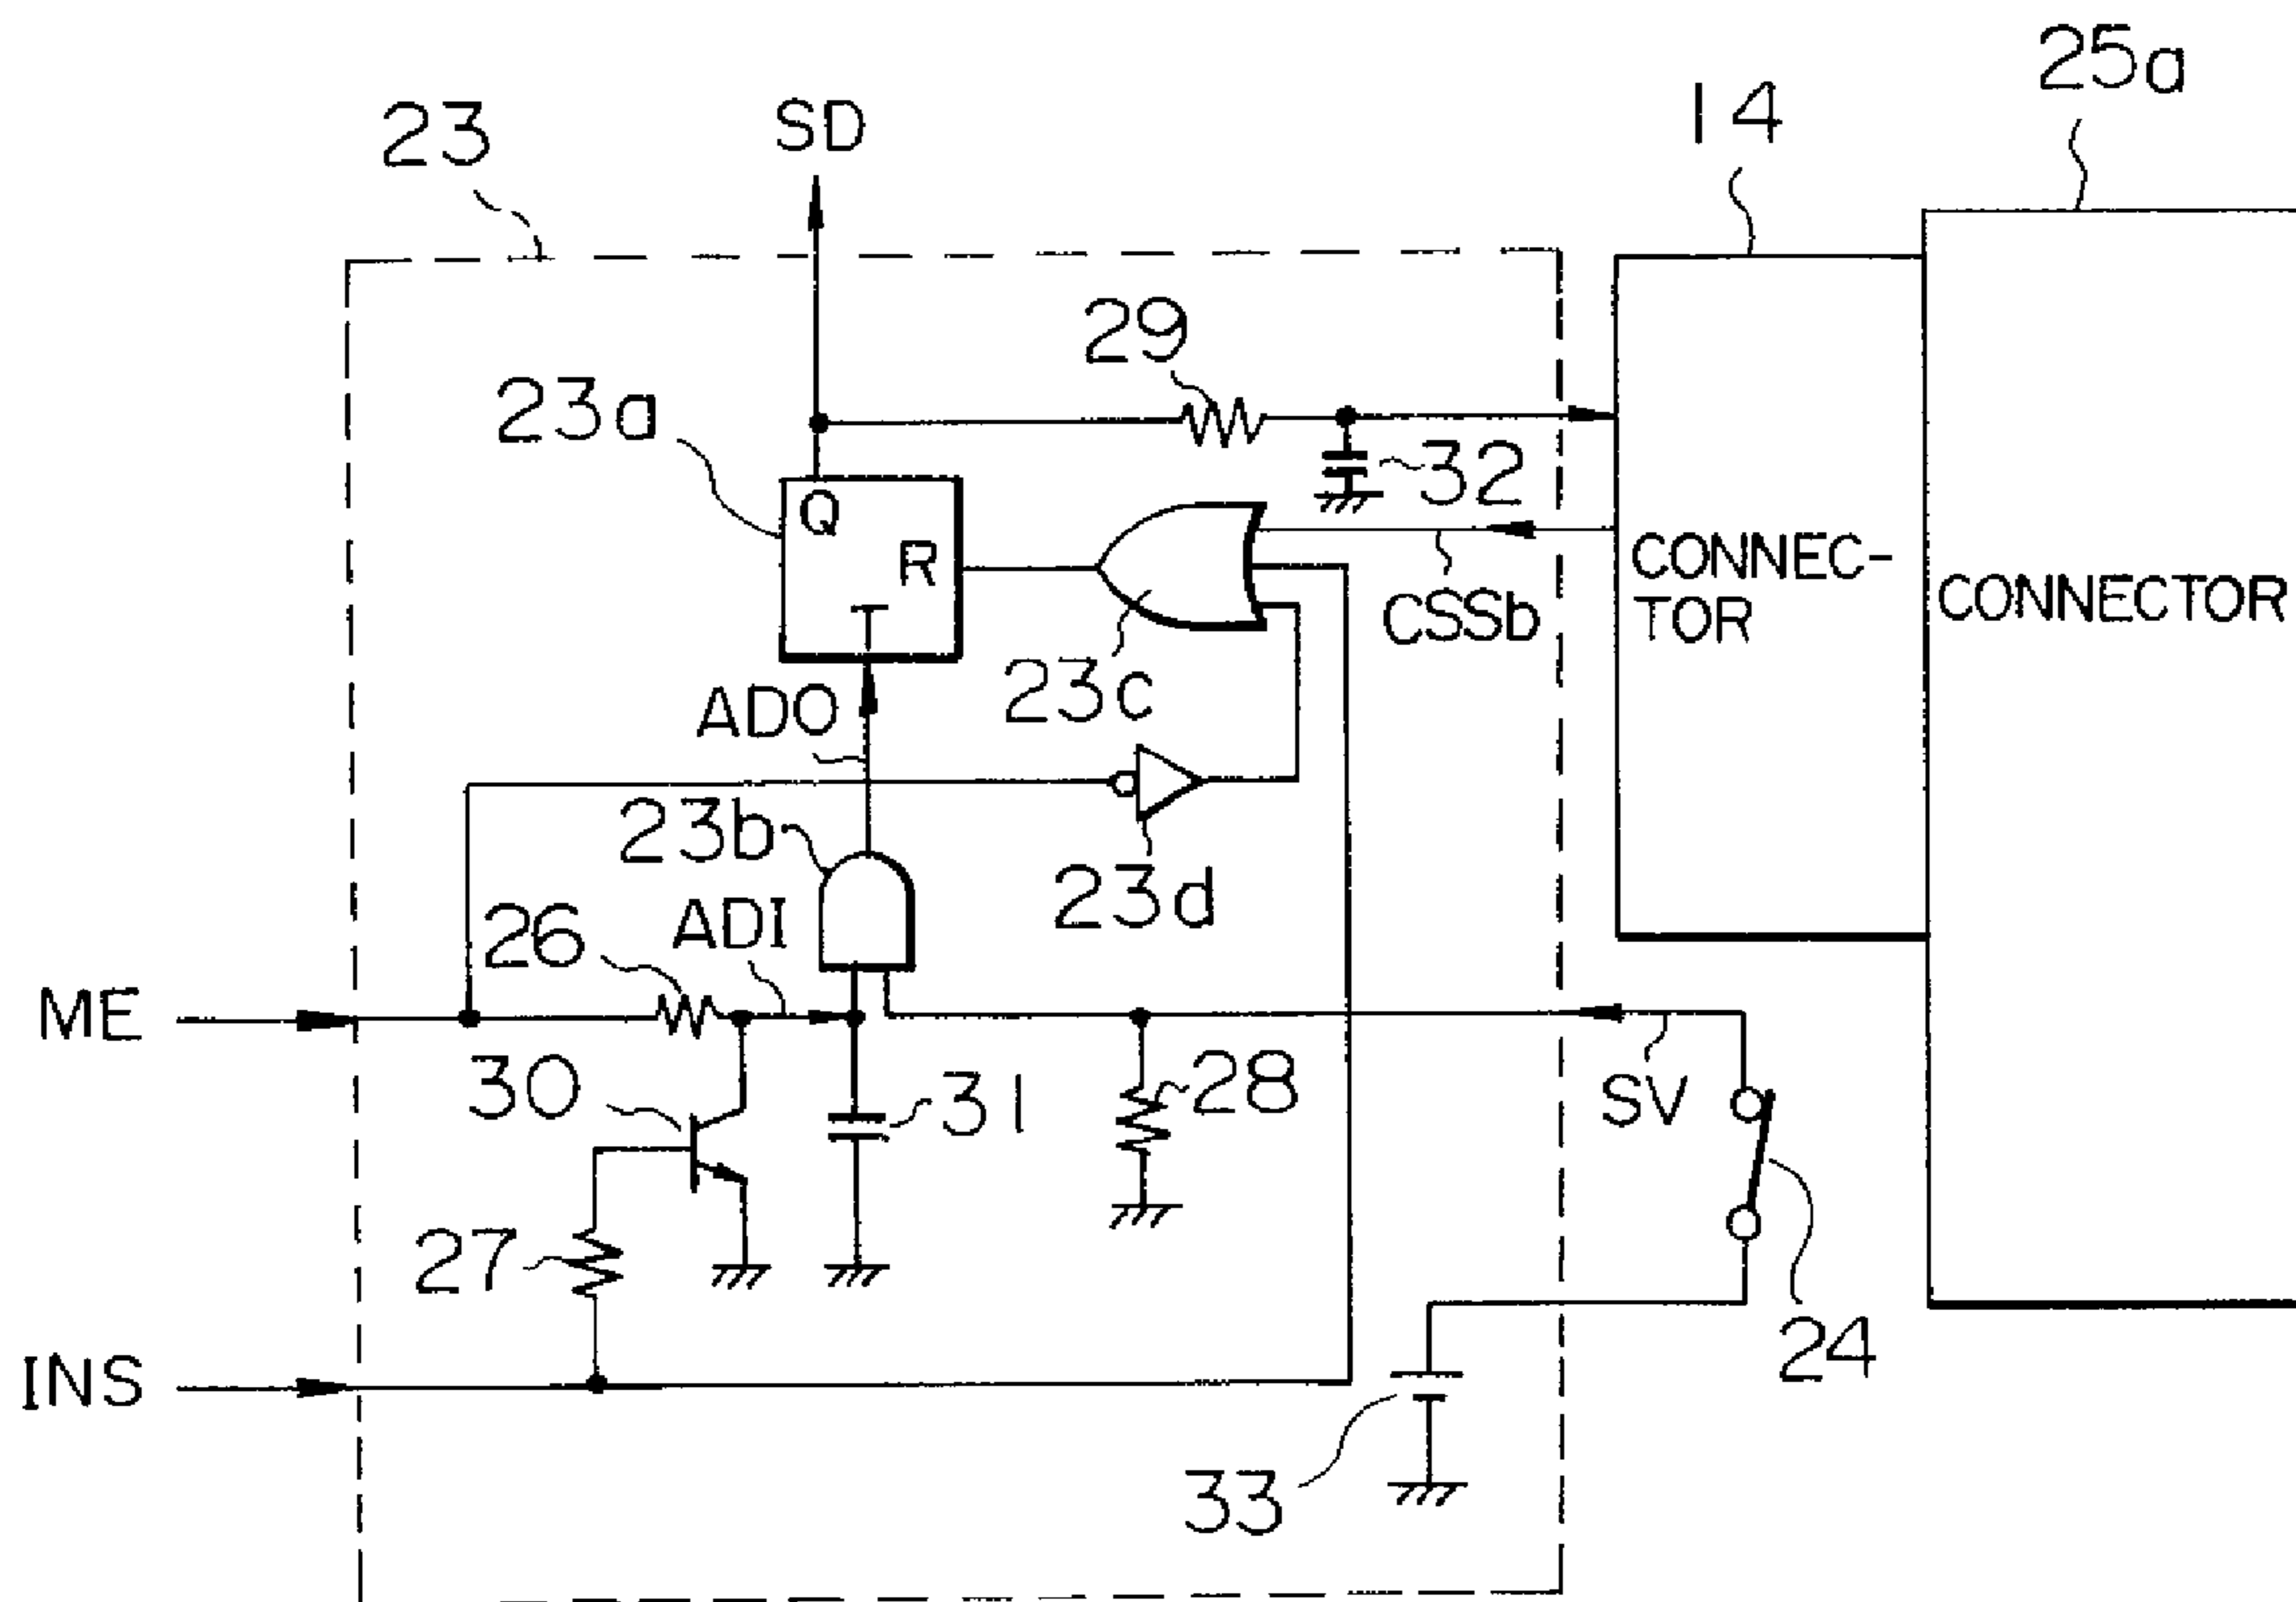 25a
14
23
SD
29
23a
32
Q
R
T
CONNEC-
TOR
CONNECTOR
CSSb
23c
ADO
23b
23d
26
ADI
ME
30
31
28
SV
27
24
INS
33